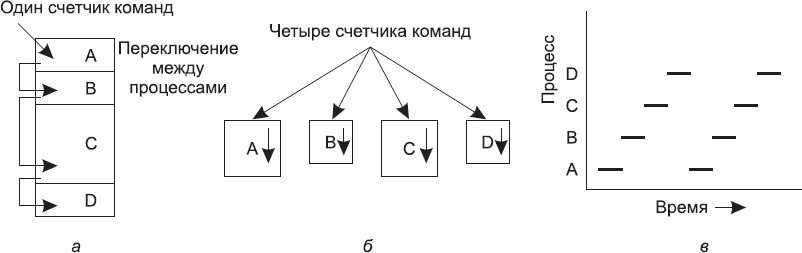 Один счетчик команд
A
B
C
D
Переключение
между
процессами
а
Четыре счетчика команд
A
B
C
D
б
Процесс
D
C
B
A
Время
в